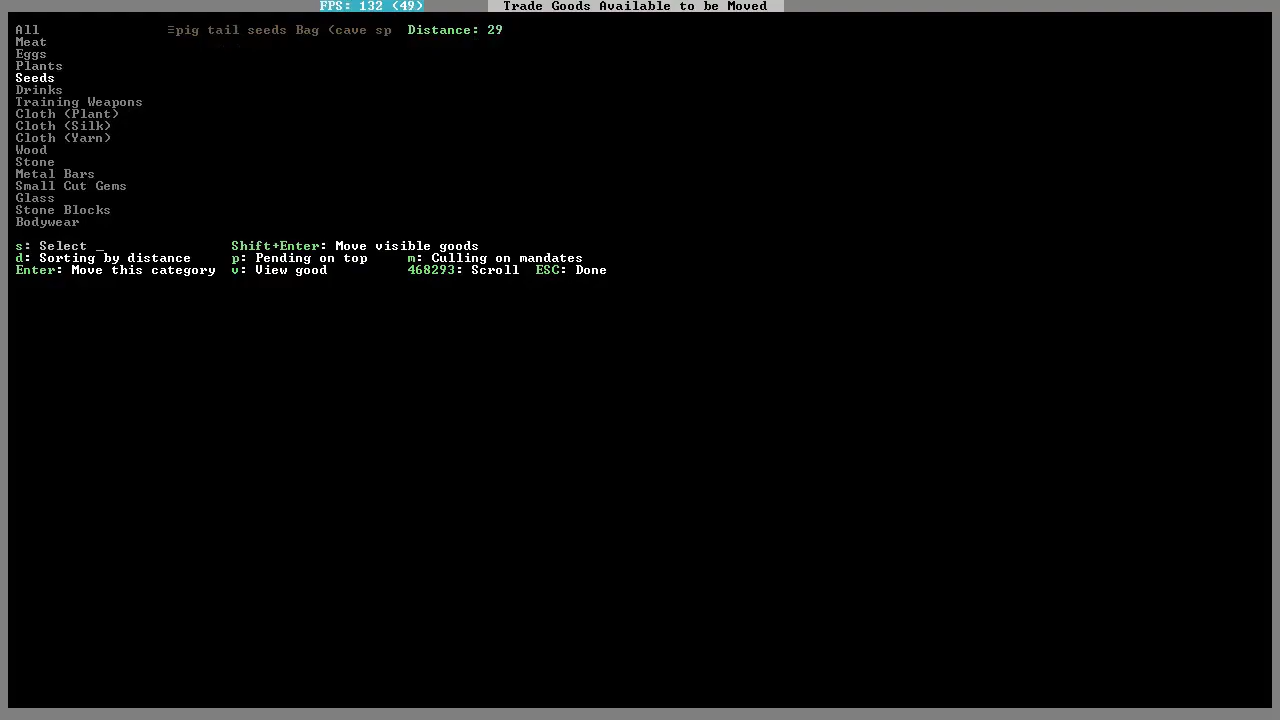 FPS: 132 (49) Trade Goods Available to be Moved
All ≡pig tail seeds Bag (cave sp Distance: 29
Meat
Eggs
Plants
Seeds
Drinks
Training Weapons
Cloth (Plant)
Cloth (Silk)
Cloth (Yarn)
Wood
Stone
Metal Bars
Small Cut Gems
Glass
Stone Blocks
Bodywear
s: Select _ Shift+Enter: Move visible goods
d: Sorting by distance p: Pending on top m: Culling on mandates
Enter: Move this category v: View good 468293: Scroll ESC: Done